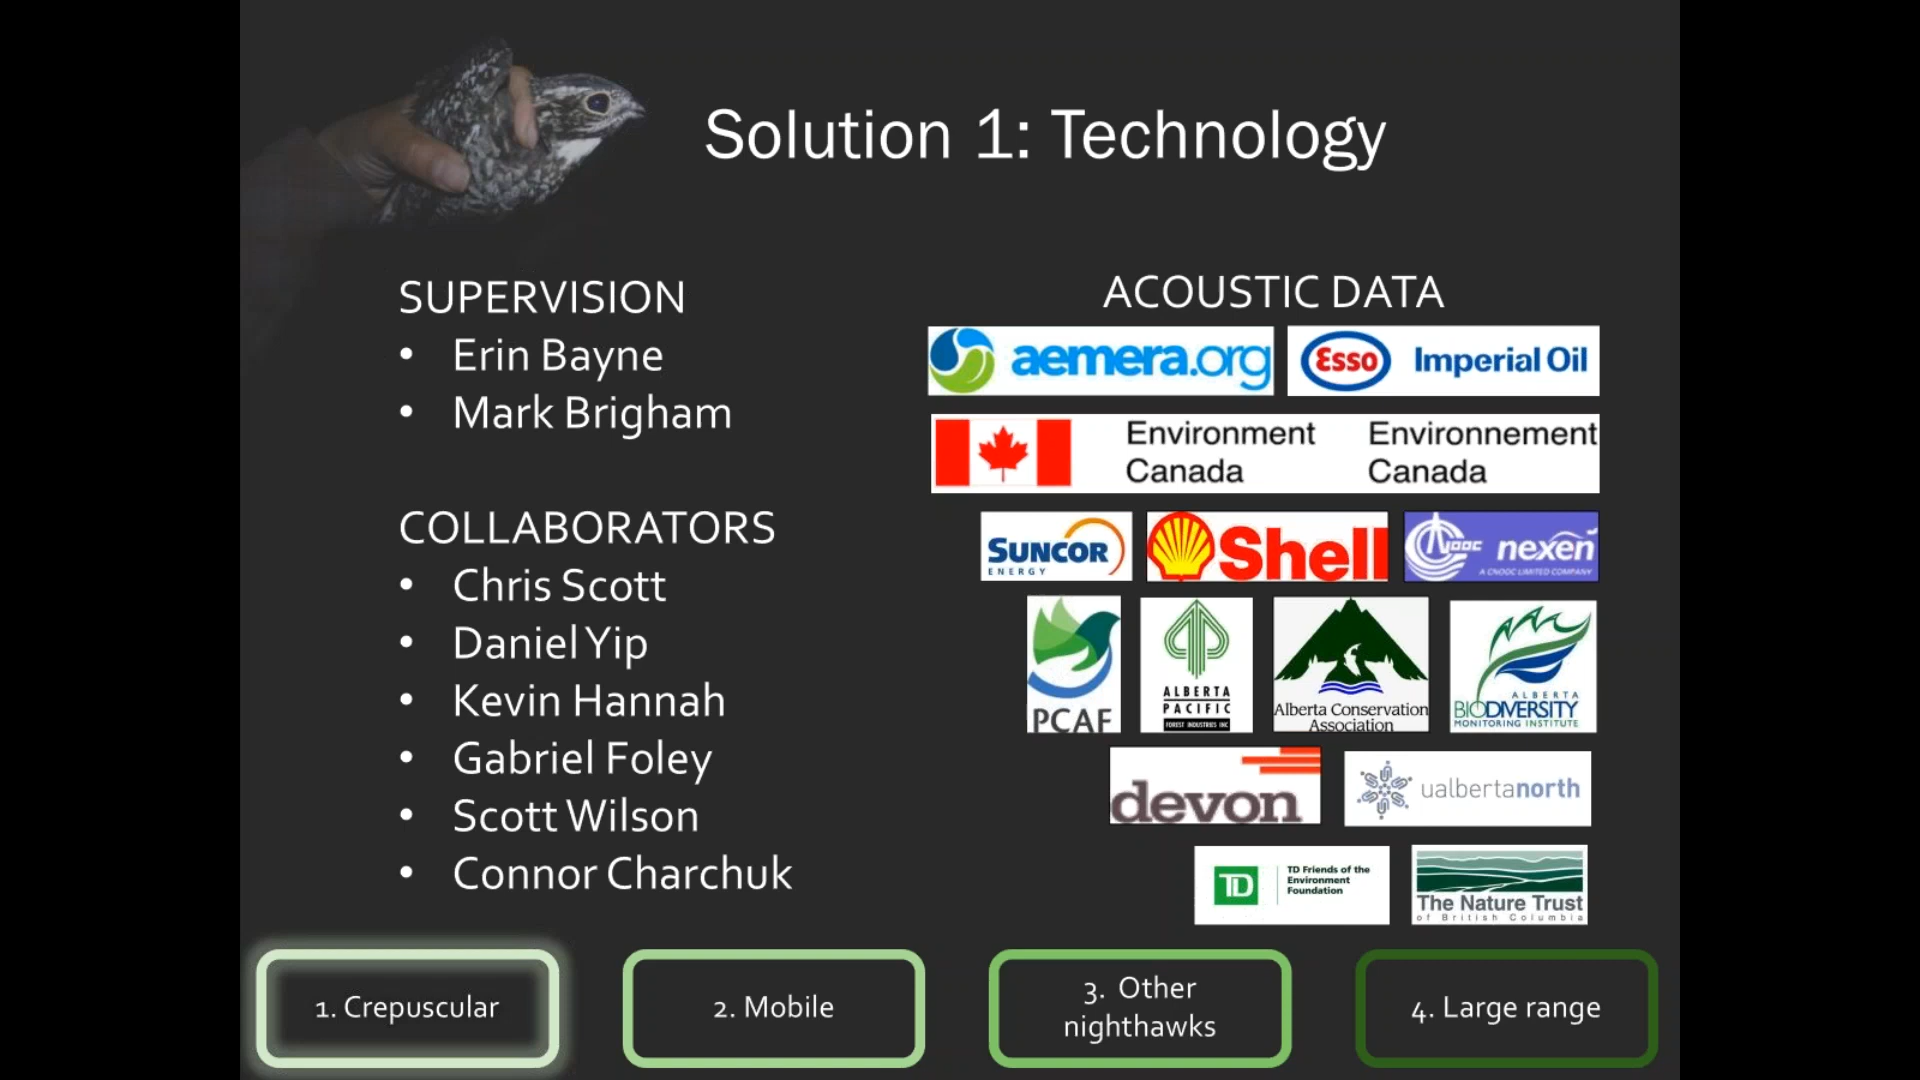 Solution 1: Technology
SUPERVISION
• Erin Bayne
• Mark Brigham
COLLABORATORS
• Chris Scott
• Daniel Yip
• Kevin Hannah
• Gabriel Foley
• Scott Wilson
• Connor Charchuk
ACOUSTIC DATA
aemera.org
Esso Imperial Oil
Environment Environnement
Canada Canada
SUNCOR
ENERGY
Shell
CNOOC nexen
A CNOOC LIMITED COMPANY
PCAF
ALBERTA
PACIFIC
FOREST INDUSTRIES INC
Alberta Conservation
Association
ALBERTA
BIODIVERSITY
MONITORING INSTITUTE
devon
ualbertanorth
TD
TD Friends of the
Environment
Foundation
The Nature Trust
of British Columbia
1. Crepuscular
2. Mobile
3. Other
nighthawks
4. Large range